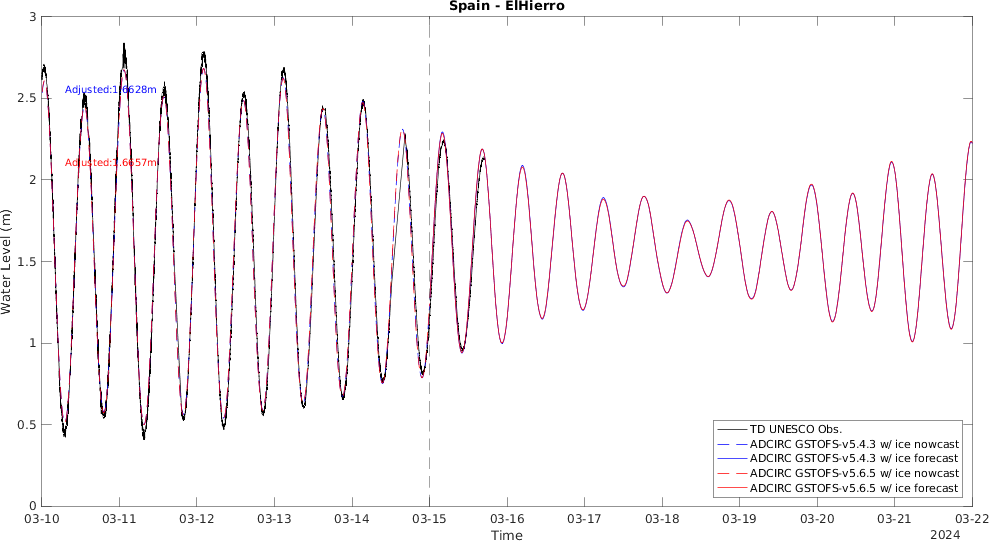 Spain - ElHierro
3
2.5
2
1.5
1
0.5
0
Water Level (m)
Adjusted:1.6628m
Adjusted:1.6657m
TD UNESCO Obs.
ADCIRC GSTOFS-v5.4.3 w/ ice nowcast
ADCIRC GSTOFS-v5.4.3 w/ ice forecast
ADCIRC GSTOFS-v5.6.5 w/ ice nowcast
ADCIRC GSTOFS-v5.6.5 w/ ice forecast
03-10 03-11 03-12 03-13 03-14 03-15 03-16 03-17 03-18 03-19 03-20 03-21 03-22
Time
2024